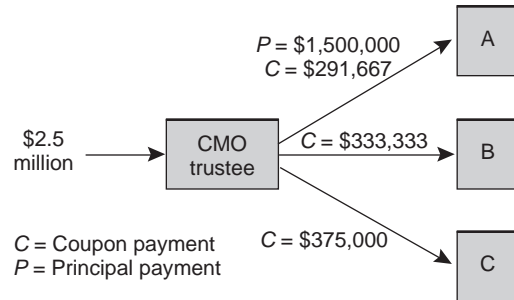 P = $1,500,000
C = $291,667
A
$2.5
million
CMO
trustee
C = $333,333
B
C = $375,000
C
C = Coupon payment
P = Principal payment